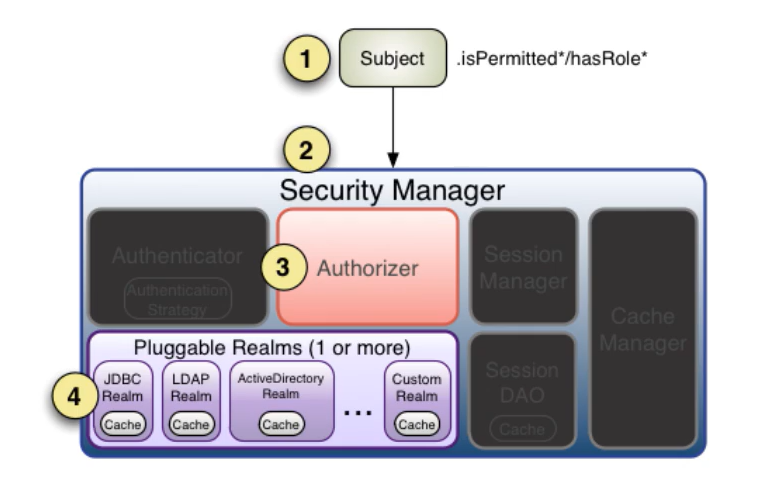 1
Subject
.isPermitted*/hasRole*
2
Security Manager
Authenticator
Authentication
Strategy
3
Authorizer
Session
Manager
Cache
Manager
Pluggable Realms (1 or more)
4
JDBC
Realm
Cache
LDAP
Realm
Cache
ActiveDirectory
Realm
Cache
...
Custom
Realm
Cache
Session
DAO
Cache